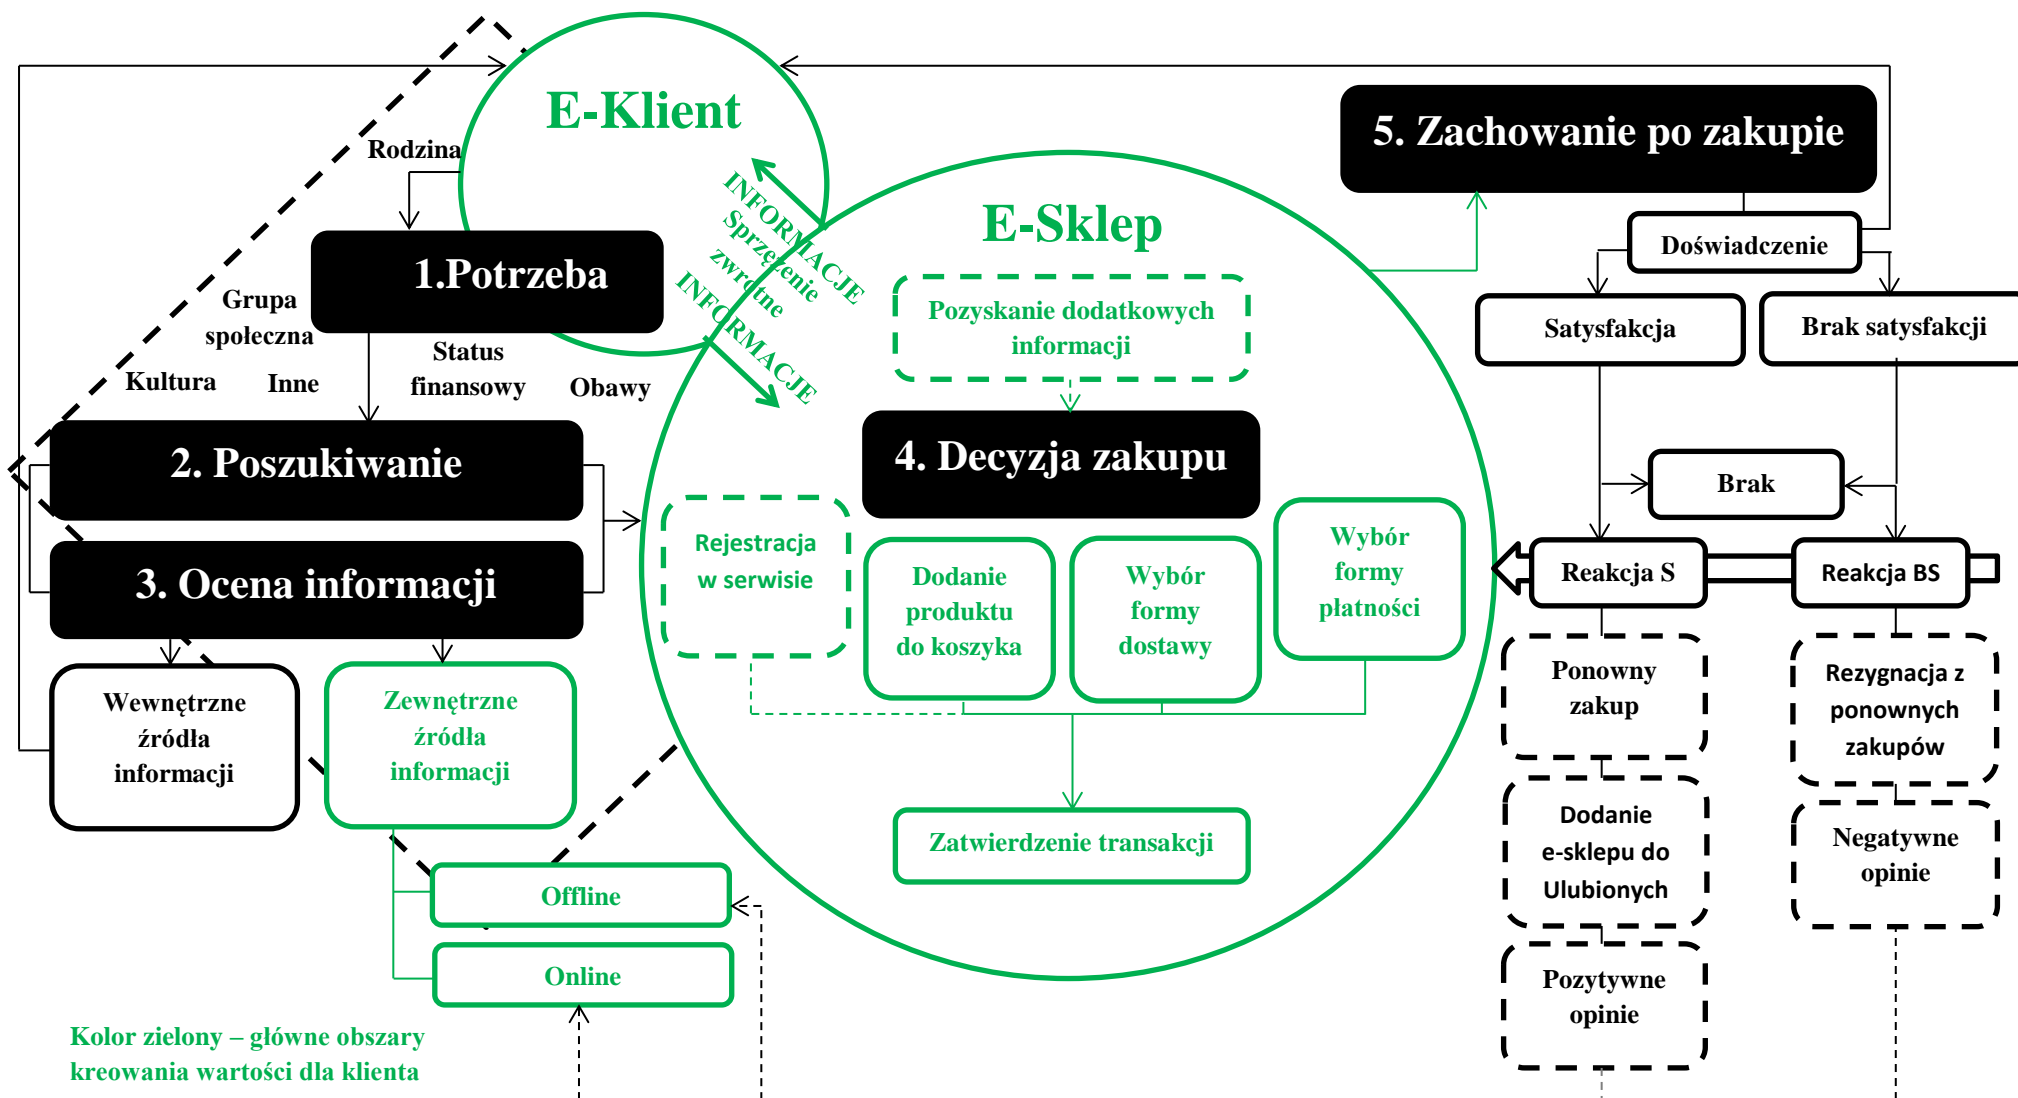 E-Klient
Rodzina
1.Potrzeba
Grupa
społeczna
Kultura
Inne
Status
finansowy
Obawy
INFORMACJE
Sprzężenie
zwrotne
INFORMACJE
2. Poszukiwanie
3. Ocena informacji
Wewnętrzne
źródła
informacji
Zewnętrzne
źródła
informacji
Offline
Online
Kolor zielony – główne obszary
kreowania wartości dla klienta
E-Sklep
Pozyskanie dodatkowych
informacji
4. Decyzja zakupu
Rejestracja
w serwisie
Dodanie
produktu
do koszyka
Wybór
formy
dostawy
Wybór
formy
płatności
Zatwierdzenie transakcji
5. Zachowanie po zakupie
Doświadczenie
Satysfakcja
Brak satysfakcji
Brak
Reakcja S
Reakcja BS
Ponowny
zakup
Dodanie
e-sklepu do
Ulubionych
Pozytywne
opinie
Rezygnacja z
ponownych
zakupów
Negatywne
opinie